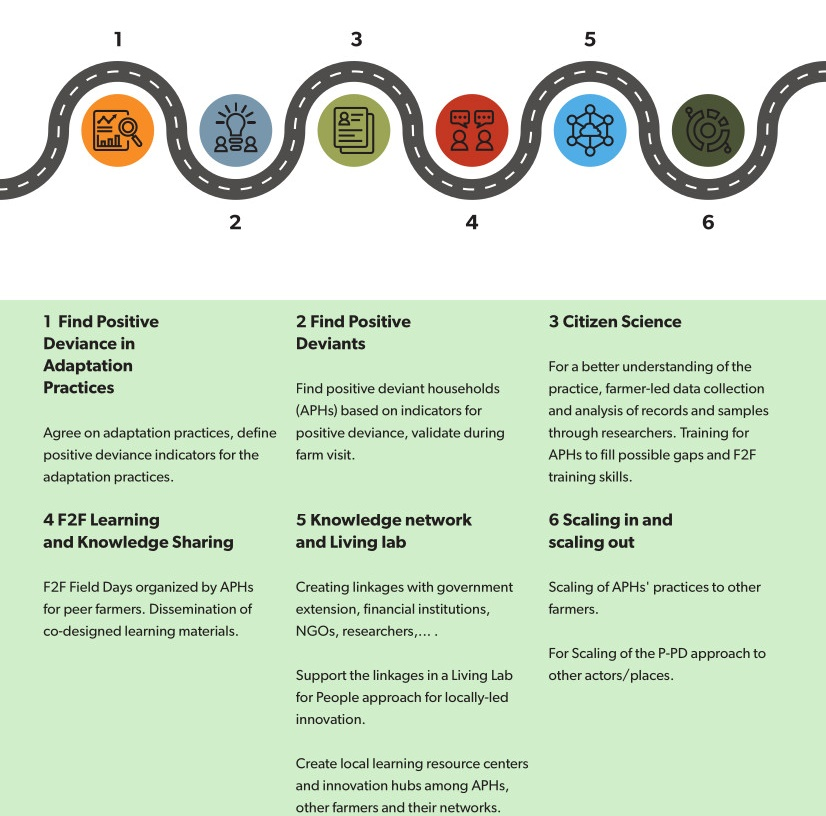 1
3
5
2
4
6
1 Find Positive
Deviance in
Adaptation
Practices
Agree on adaptation practices, define
positive deviance indicators for the
adaptation practices.
2 Find Positive
Deviants
Find positive deviant households
(APHs) based on indicators for
positive deviance, validate during
farm visit.
3 Citizen Science
For a better understanding of the
practice, farmer-led data collection
and analysis of records and samples
through researchers. Training for
APHs to fill possible gaps and F2F
training skills.
4 F2F Learning
and Knowledge Sharing
F2F Field Days organized by APHs
for peer farmers. Dissemination of
co-designed learning materials.
5 Knowledge network
and Living lab
Creating linkages with government
extension, financial institutions,
NGOs, researchers,... .
Support the linkages in a Living Lab
for People approach for locally-led
innovation.
Create local learning resource centers
and innovation hubs among APHs,
other farmers and their networks.
6 Scaling in and
scaling out
Scaling of APHs' practices to other
farmers.
For Scaling of the P-PD approach to
other actors/places.